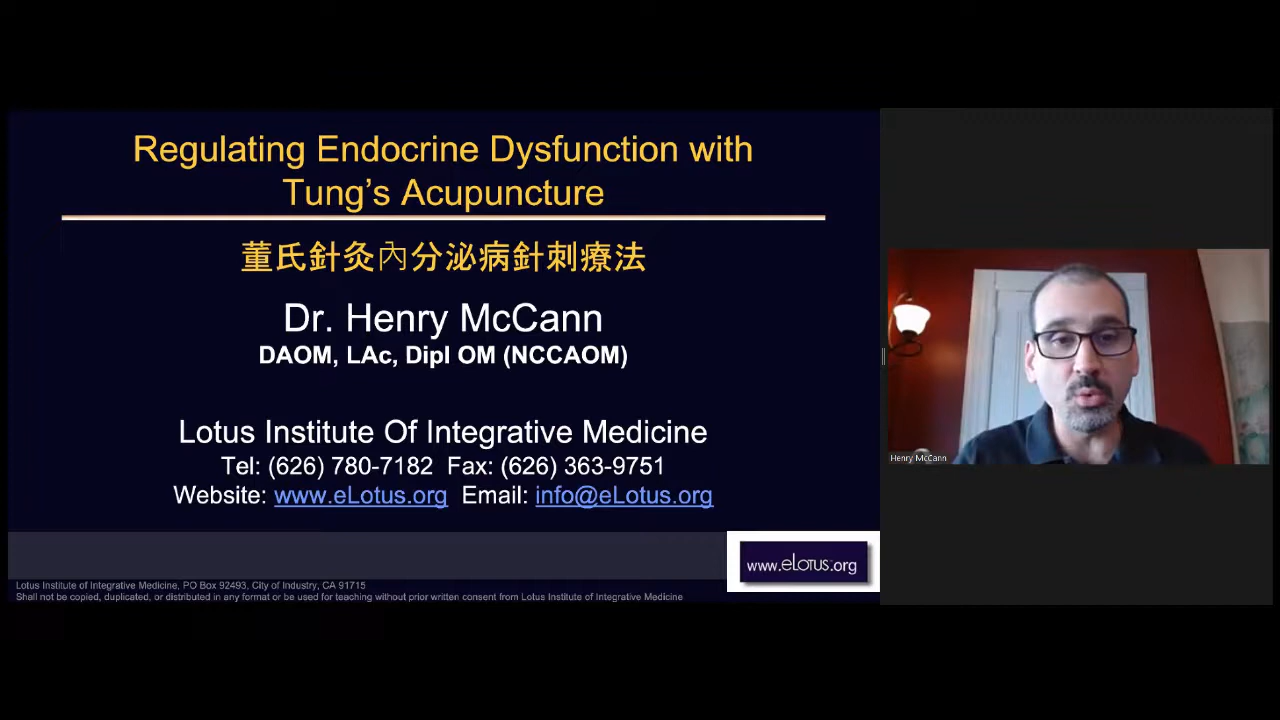 Regulating Endocrine Dysfunction with
Tung's Acupuncture
董氏針灸內分泌病針刺療法
Dr. Henry McCann
DAOM, LAc, Dipl OM (NCCAOM)
Lotus Institute Of Integrative Medicine
Tel: (626) 780-7182 Fax: (626) 363-9751
Website: www.eLotus.org Email: info@eLotus.org
www.eLotus.org
Lotus Institute of Integrative Medicine, PO Box 92493, City of Industry, CA 91715
Shall not be copied, duplicated, or distributed in any format or be used for teaching without prior written consent from Lotus Institute of Integrative Medicine
Henry McCann